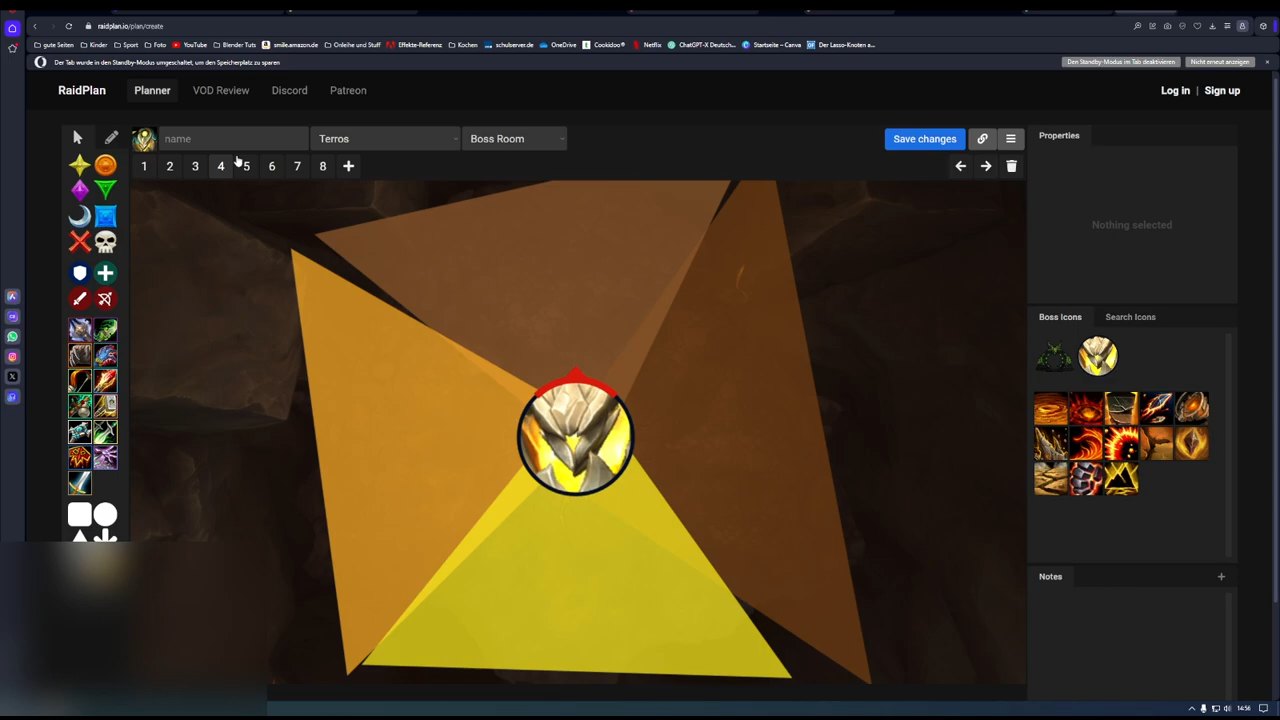 raidplan.io/plan/create
gute Seiten Kinder Sport Foto YouTube Blender Tuts smile.amazon.de Onleihe und Stuff Effekte-Referenz Kochen schulserver.de OneDrive Cookidoo® Netflix ChatGPT-X Deutsch... Startseite – Canva Der Lasso-Knoten a...
Der Tab wurde in den Standby-Modus umgeschaltet, um den Speicherplatz zu sparen
Den Standby-Modus im Tab deaktivieren
Nicht erneut anzeigen
RaidPlan Planner VOD Review Discord Patreon Log in | Sign up
name Terros Boss Room Save changes
1 2 3 4 5 6 7 8 +
Properties
Nothing selected
Boss Icons Search Icons
Notes +
14:56